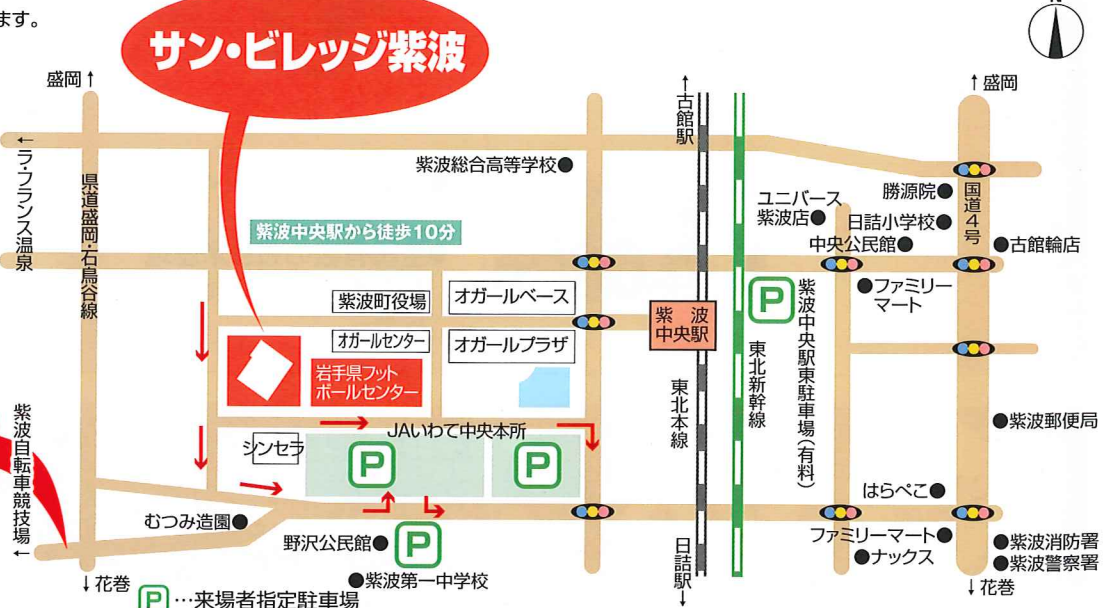 ます。
サン・ビレッジ紫波
N
盛岡↑
↑古館駅
↑盛岡
←ラ・フランス温泉
県道盛岡・石鳥谷線
紫波総合高等学校●
紫波中央駅から徒歩10分
ユニバース
紫波店●
勝源院●
日詰小学校●
中央公民館●
国道4号
●古館輪店
●ファミリー
マート
紫波町役場
オガールベース
オガールセンター
オガールプラザ
紫波
中央駅
P
紫波中央駅東駐車場(有料)
岩手県フット
ボールセンター
東北本線
東北新幹線
●紫波郵便局
JAいわて中央本所
シンセラ
P
P
紫波自転車競技場←
むつみ造園●
野沢公民館●
P
●紫波第一中学校
はらぺこ●
ファミリーマート●
●ナックス
●紫波消防署
●紫波警察署
↓花巻
日詰駅↓
↓花巻
P…来場者指定駐車場